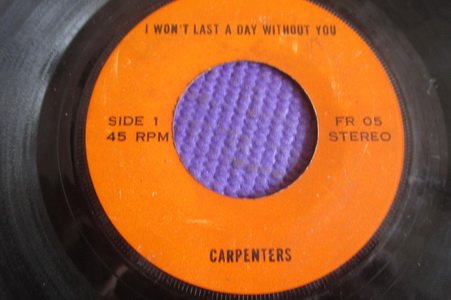 I WON'T LAST A DAY WITHOUT YOU
SIDE 1
45 RPM
FR 05
STEREO
CARPENTERS